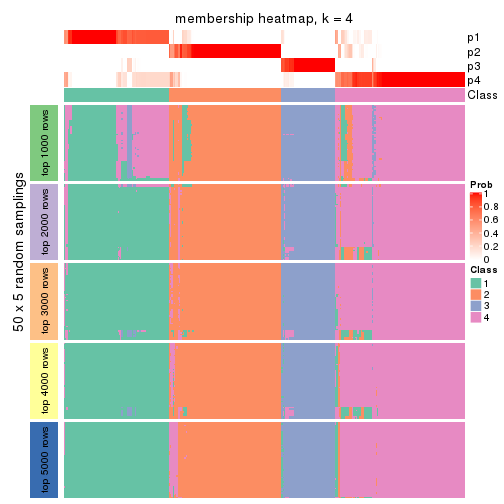 membership heatmap, k = 4
p1
p2
p3
p4
Class
50 x 5 random samplings
top 1000 rows
top 2000 rows
top 3000 rows
top 4000 rows
top 5000 rows
Prob
1
0.8
0.6
0.4
0.2
0
Class
1
2
3
4